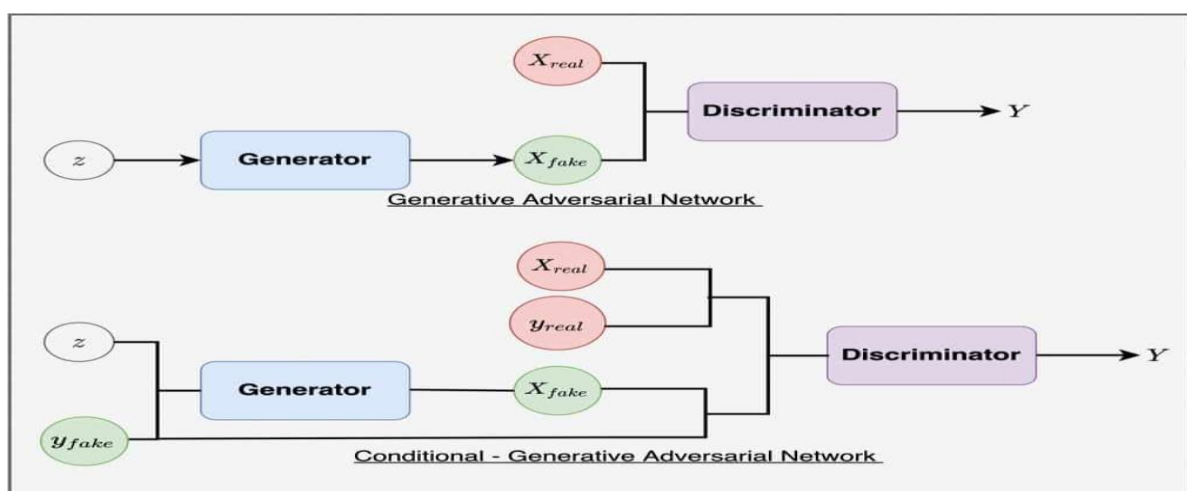 X_real
Discriminator
Y
z
Generator
X_fake
Generative Adversarial Network
X_real
y_real
z
Discriminator
Y
Generator
X_fake
y_fake
Conditional - Generative Adversarial Network